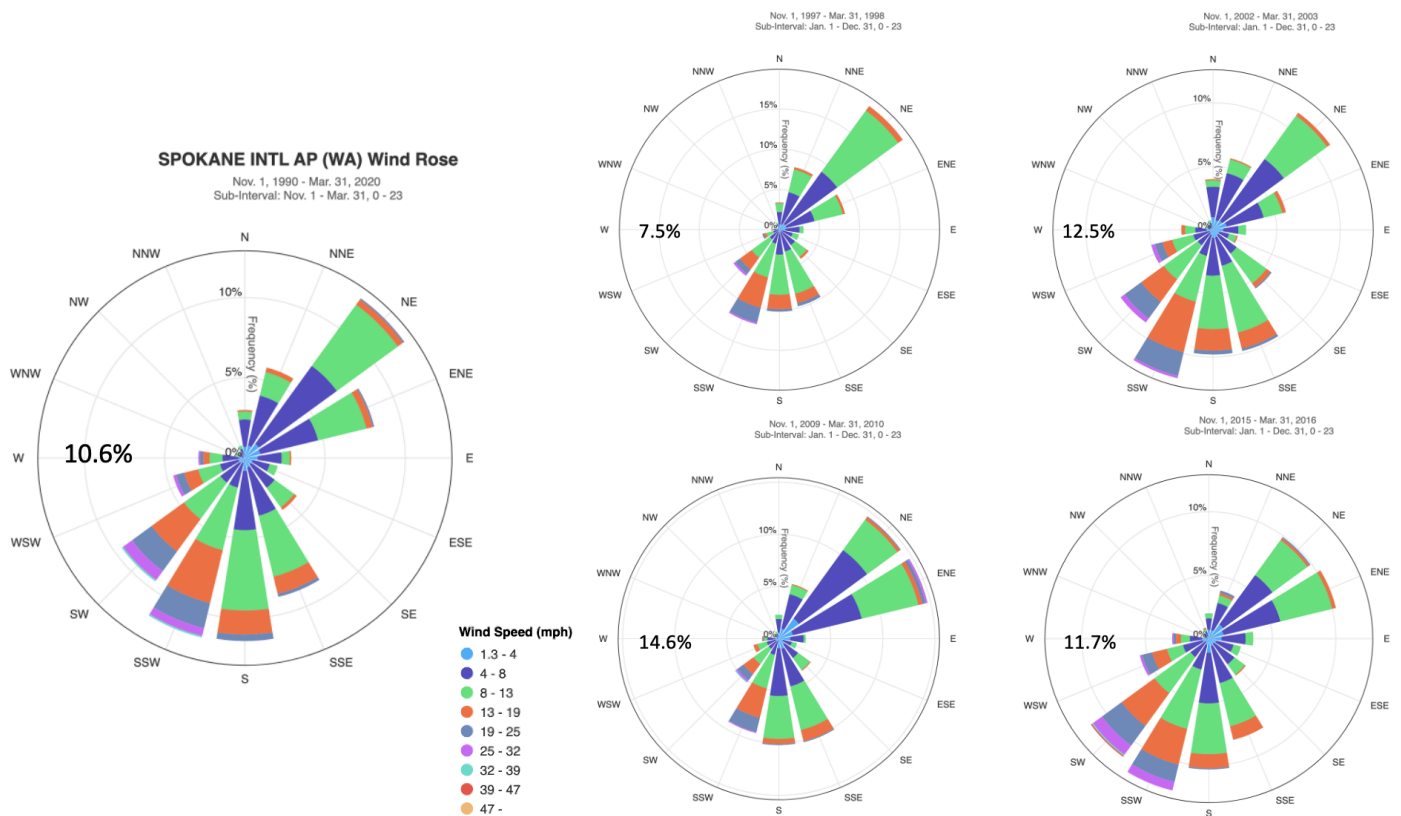 SPOKANE INTL AP (WA) Wind Rose
Nov. 1, 1990 - Mar. 31, 2020
Sub-Interval: Nov. 1 - Mar. 31, 0 - 23
N
NNE
NE
ENE
E
ESE
SE
SSE
S
SSW
SW
WSW
W
WNW
NW
NNW
10%
5%
0%
Frequency (%)
10.6%
Wind Speed (mph)
1.3 - 4
4 - 8
8 - 13
13 - 19
19 - 25
25 - 32
32 - 39
39 - 47
47 -
Nov. 1, 1997 - Mar. 31, 1998
Sub-Interval: Jan. 1 - Dec. 31, 0 - 23
N
NNE
NE
ENE
E
ESE
SE
SSE
S
SSW
SW
WSW
W
WNW
NW
NNW
15%
10%
5%
0%
Frequency (%)
7.5%
Nov. 1, 2002 - Mar. 31, 2003
Sub-Interval: Jan. 1 - Dec. 31, 0 - 23
N
NNE
NE
ENE
E
ESE
SE
SSE
S
SSW
SW
WSW
W
WNW
NW
NNW
10%
5%
0%
Frequency (%)
12.5%
Nov. 1, 2009 - Mar. 31, 2010
Sub-Interval: Jan. 1 - Dec. 31, 0 - 23
N
NNE
NE
ENE
E
ESE
SE
SSE
S
SSW
SW
WSW
W
WNW
NW
NNW
10%
5%
0%
Frequency (%)
14.6%
Nov. 1, 2015 - Mar. 31, 2016
Sub-Interval: Jan. 1 - Dec. 31, 0 - 23
N
NNE
NE
ENE
E
ESE
SE
SSE
S
SSW
SW
WSW
W
WNW
NW
NNW
10%
5%
0%
Frequency (%)
11.7%